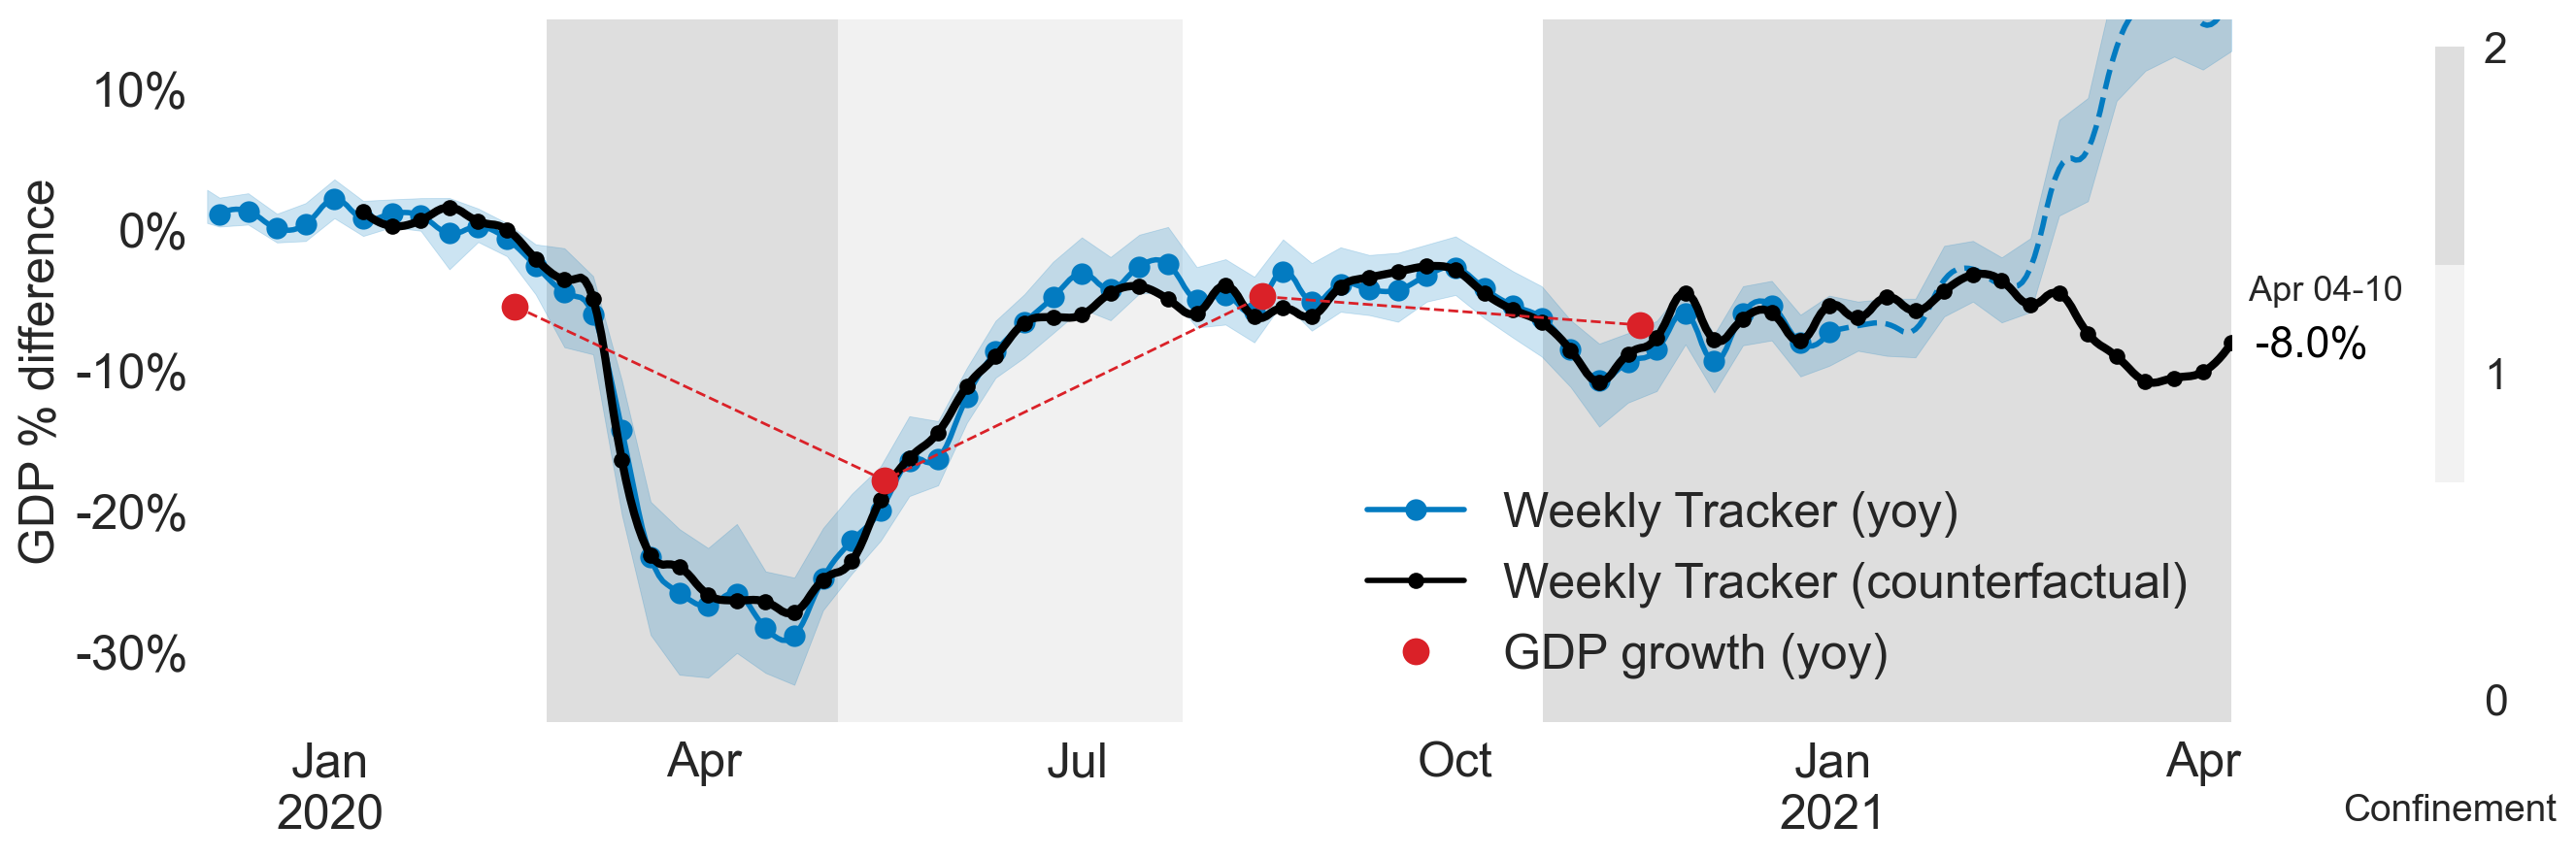 GDP % difference
10%
0%
-10%
-20%
-30%
Jan
2020
Apr
Jul
Oct
Jan
2021
Apr
Weekly Tracker (yoy)
Weekly Tracker (counterfactual)
GDP growth (yoy)
Apr 04-10
-8.0%
2
1
0
Confinement